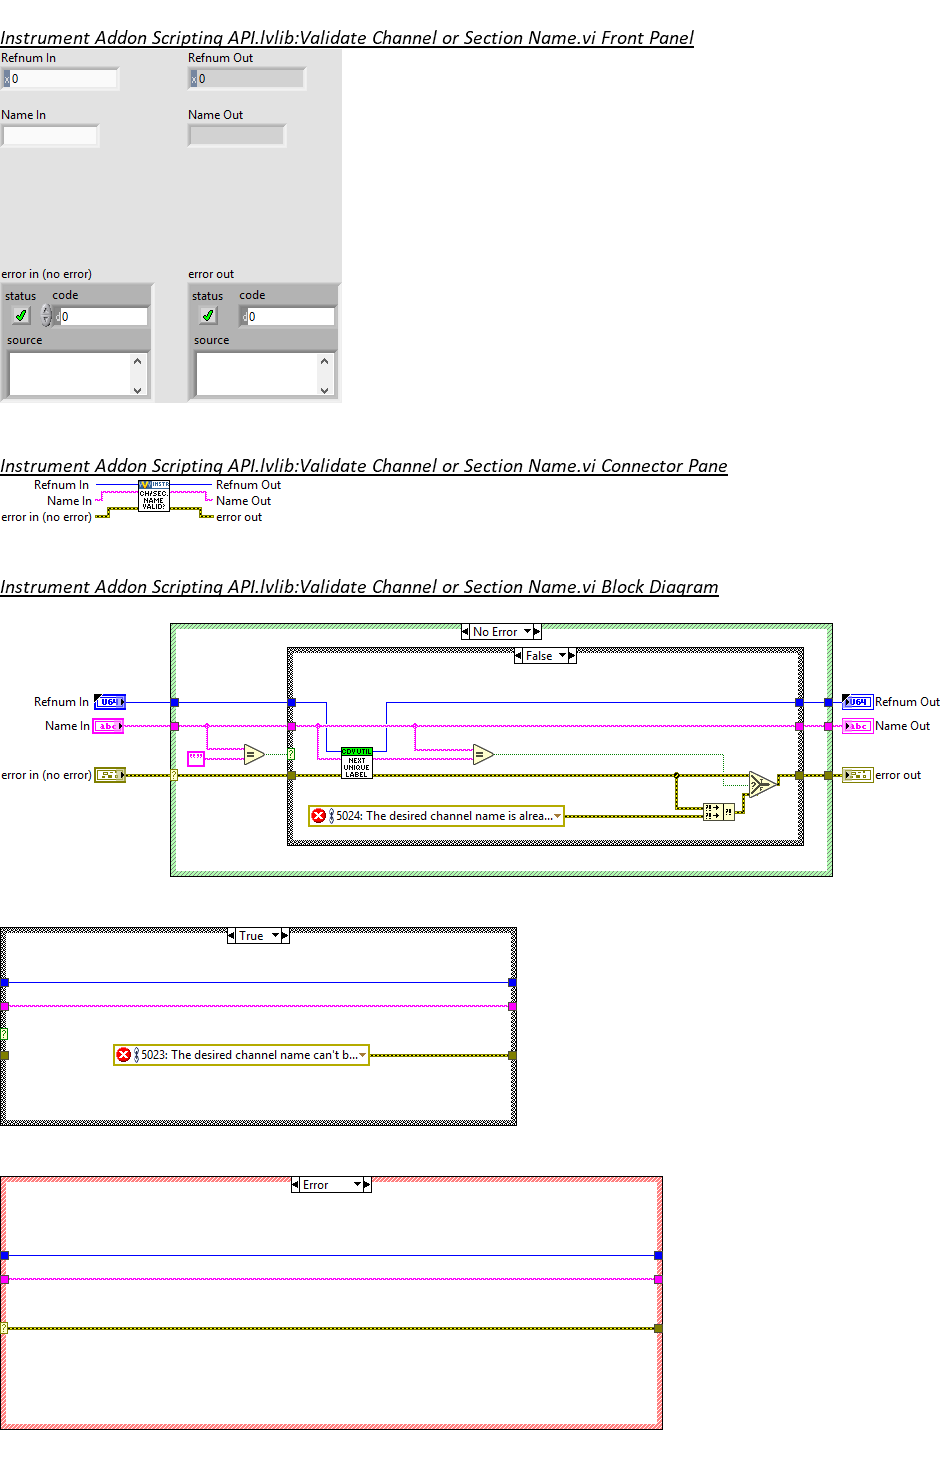 Instrument Addon Scripting API.lvlib:Validate Channel or Section Name.vi Front Panel
Refnum In Refnum Out
x 0 x 0
Name In Name Out
error in (no error) error out
status code status code
d 0 d 0
source source
Instrument Addon Scripting API.lvlib:Validate Channel or Section Name.vi Connector Pane
Refnum In INSTR Refnum Out
Name In CH/SEC. NAME VALID? Name Out
error in (no error) error out
Instrument Addon Scripting API.lvlib:Validate Channel or Section Name.vi Block Diagram
No Error
False
Refnum In U64 U64 Refnum Out
Name In abc abc Name Out
"" = ? UTIL =
error in (no error) ? NEXT UNIQUE LABEL T F error out
5024: The desired channel name is alrea...
?!
True
?
5023: The desired channel name can't b...
Error
?